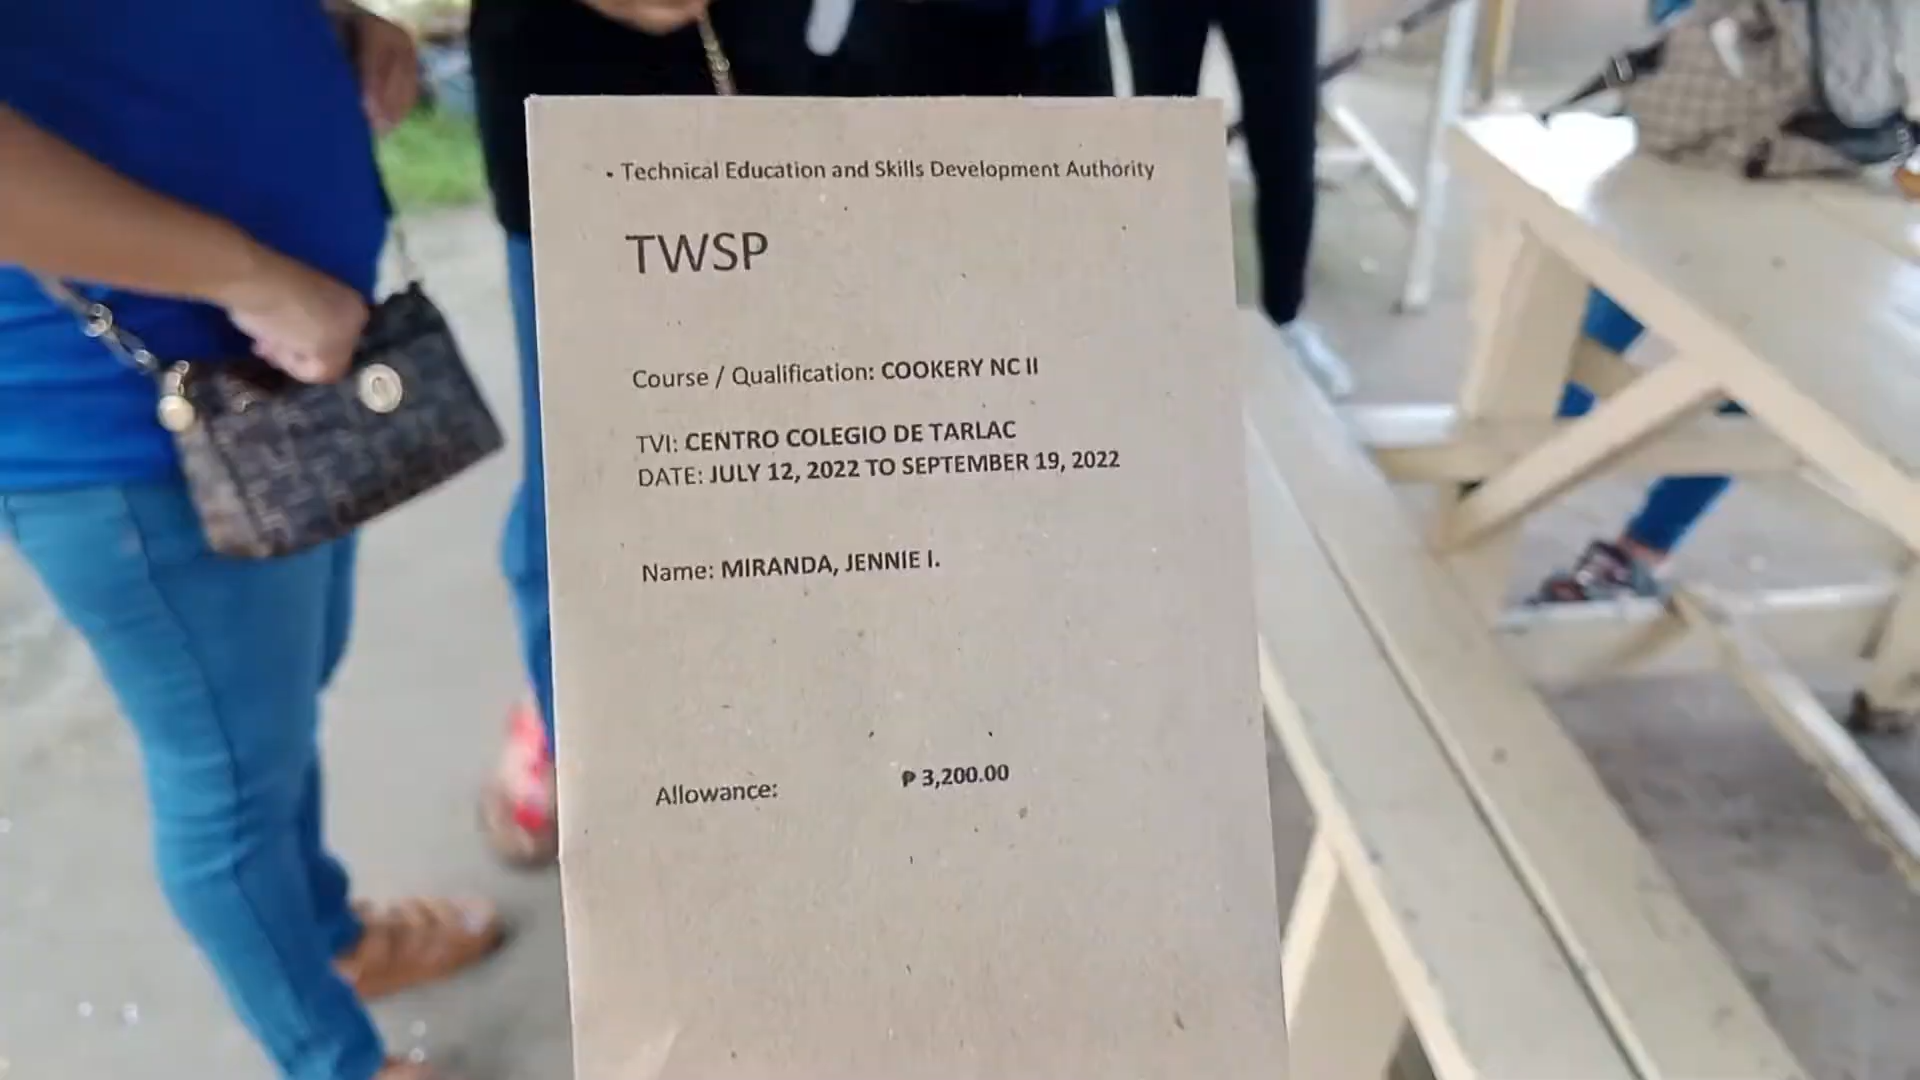 • Technical Education and Skills Development Authority
TWSP
Course / Qualification: COOKERY NC II
TVI: CENTRO COLEGIO DE TARLAC
DATE: JULY 12, 2022 TO SEPTEMBER 19, 2022
Name: MIRANDA, JENNIE I.
Allowance: ₱ 3,200.00